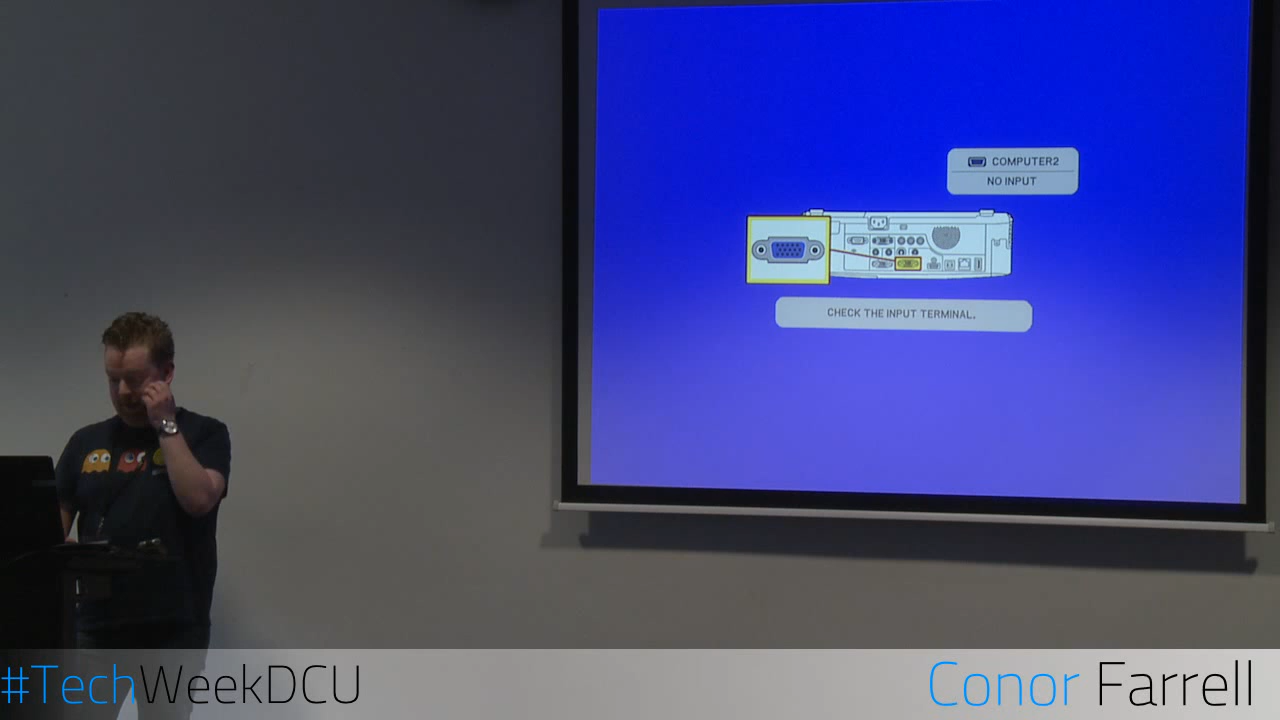 COMPUTER2
NO INPUT
CHECK THE INPUT TERMINAL.
#TechWeekDCU
Conor Farrell